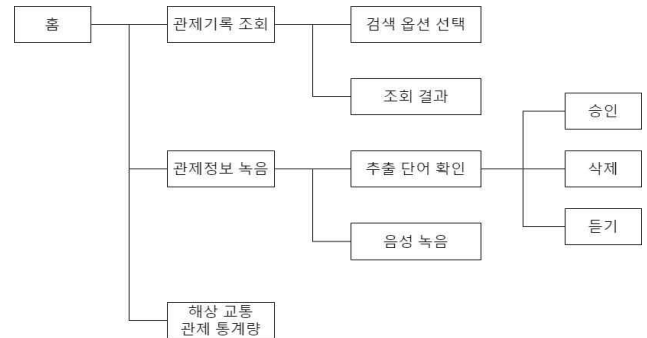 홈
관제기록 조회
검색 옵션 선택
조회 결과
관제정보 녹음
추출 단어 확인
승인
삭제
듣기
음성 녹음
해상 교통
관제 통계량